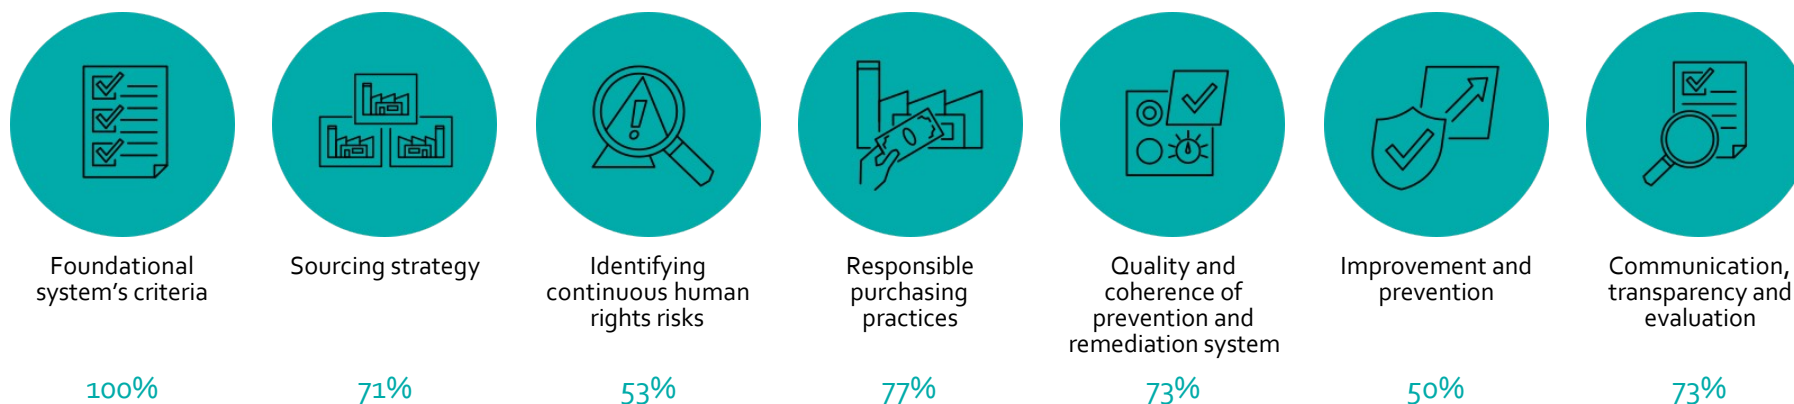 Foundational
system's criteria
100%
Sourcing strategy
71%
Identifying
continuous human
rights risks
53%
Responsible
purchasing
practices
77%
Quality and
coherence of
prevention and
remediation system
73%
Improvement and
prevention
50%
Communication,
transparency and
evaluation
73%